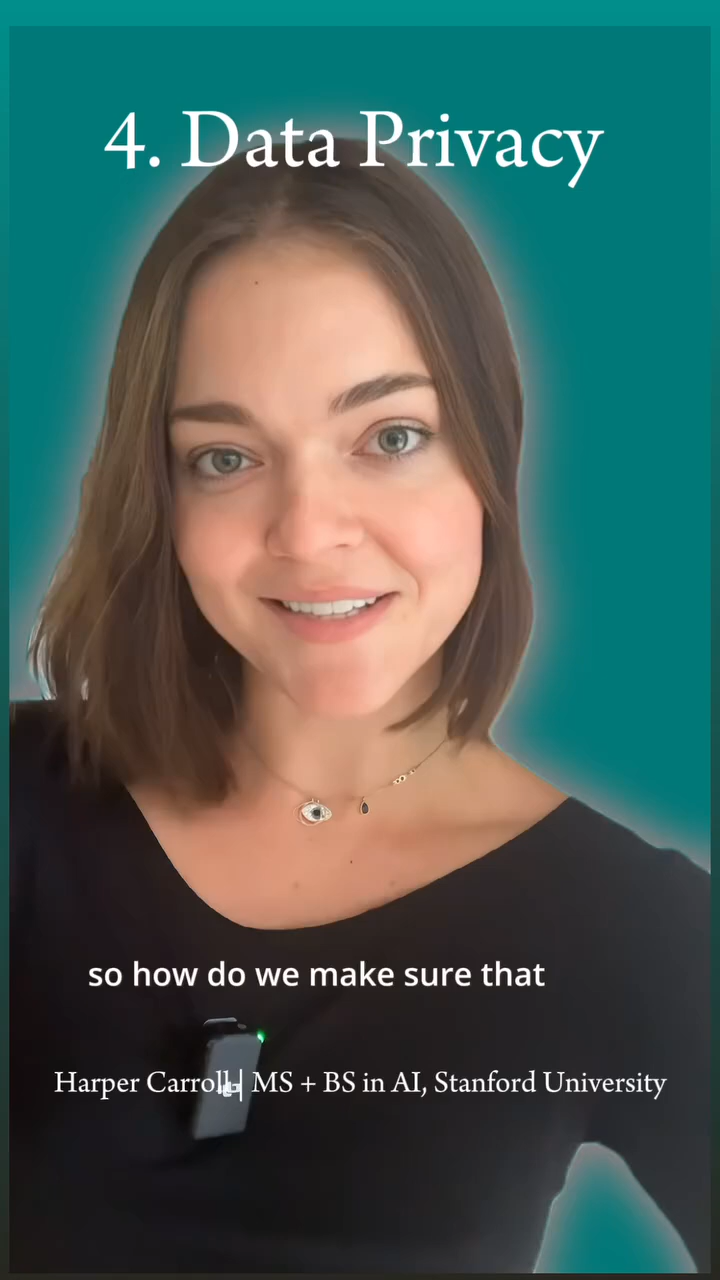 4. Data Privacy
so how do we make sure that
Harper Carroll | MS + BS in AI, Stanford University